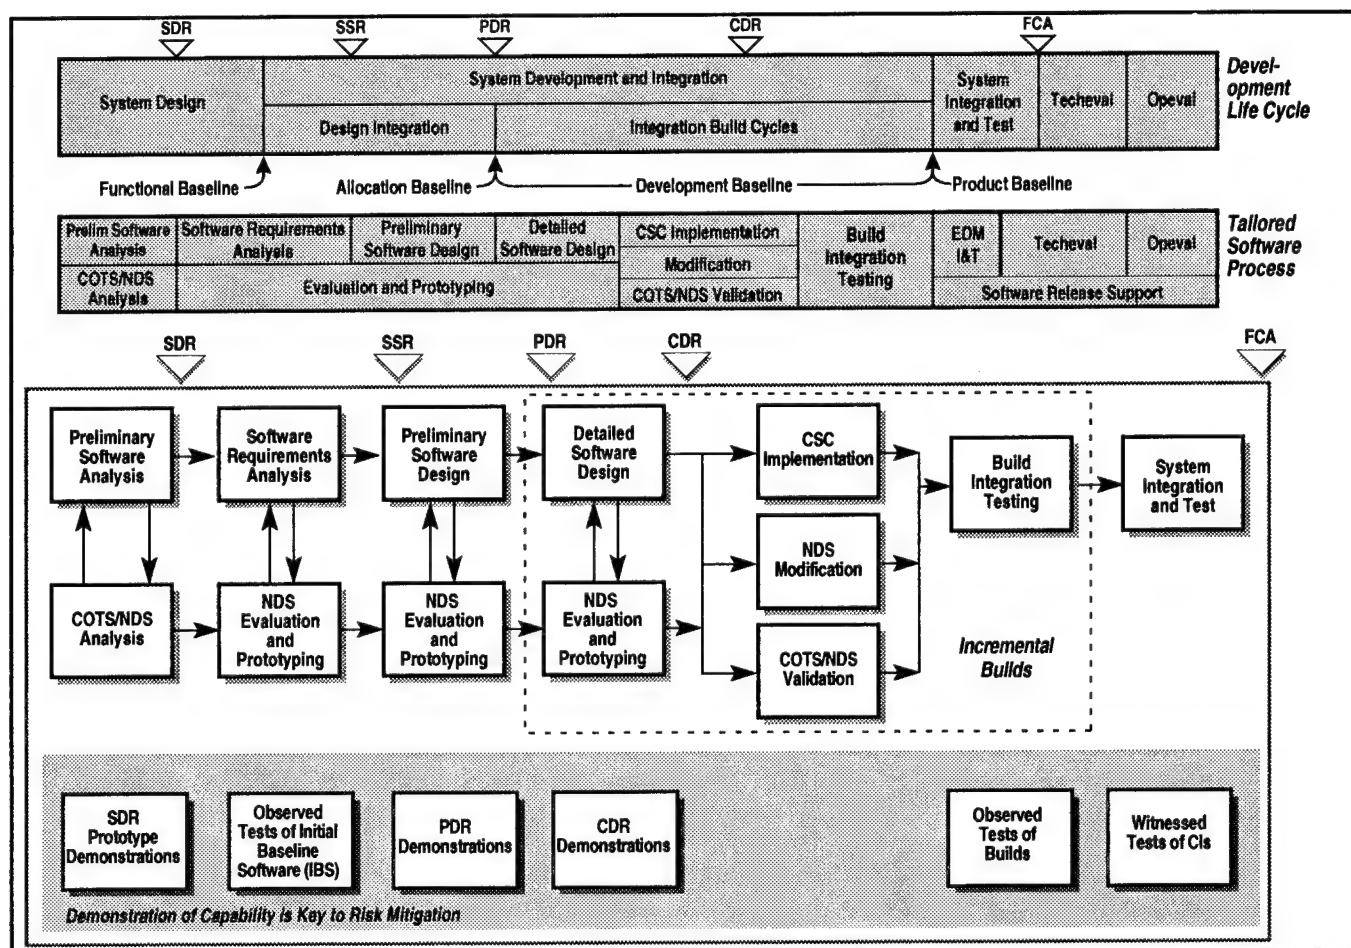 SDR SSR PDR CDR FCA
System Design
System Development and Integration
Design Integration
Integration Build Cycles
System
Integration
and Test
Techeval
Opeval
Devel-
opment
Life Cycle
Functional Baseline
Allocation Baseline
Development Baseline
Product Baseline
Prelim Software
Analysis
Software Requirements
Analysis
Preliminary
Software Design
Detailed
Software Design
CSC Implementation
Modification
COTS/NDS Validation
Build
Integration
Testing
EDM
I&T
Techeval
Opeval
COTS/NDS
Analysis
Evaluation and Prototyping
Software Release Support
Tailored
Software
Process
SDR SSR PDR CDR FCA
Preliminary
Software
Analysis
Software
Requirements
Analysis
Preliminary
Software
Design
Detailed
Software
Design
CSC
Implementation
Build
Integration
Testing
System
Integration
and Test
NDS
Modification
COTS/NDS
Analysis
NDS
Evaluation
and
Prototyping
NDS
Evaluation
and
Prototyping
NDS
Evaluation
and
Prototyping
COTS/NDS
Validation
Incremental
Builds
SDR
Prototype
Demonstrations
Observed
Tests of Initial
Baseline
Software (IBS)
PDR
Demonstrations
CDR
Demonstrations
Observed
Tests of
Builds
Witnessed
Tests of CIs
Demonstration of Capability is Key to Risk Mitigation